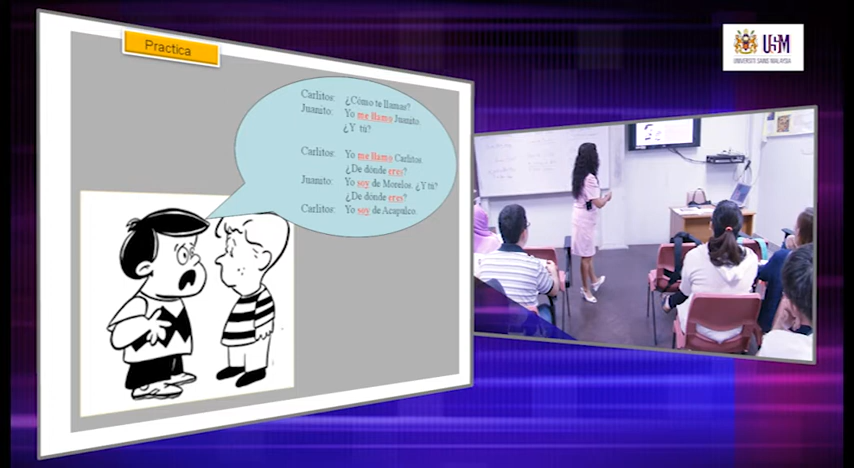 Practica
Carlitos: ¿Cómo te llamas?
Juanito: Yo me llamo Juanito.
¿Y tú?
Carlitos: Yo me llamo Carlitos.
¿De dónde eres?
Juanito: Yo soy de Morelos. ¿Y tú?
¿De dónde eres?
Carlitos: Yo soy de Acapulco.
USM
UNIVERSITI SAINS MALAYSIA